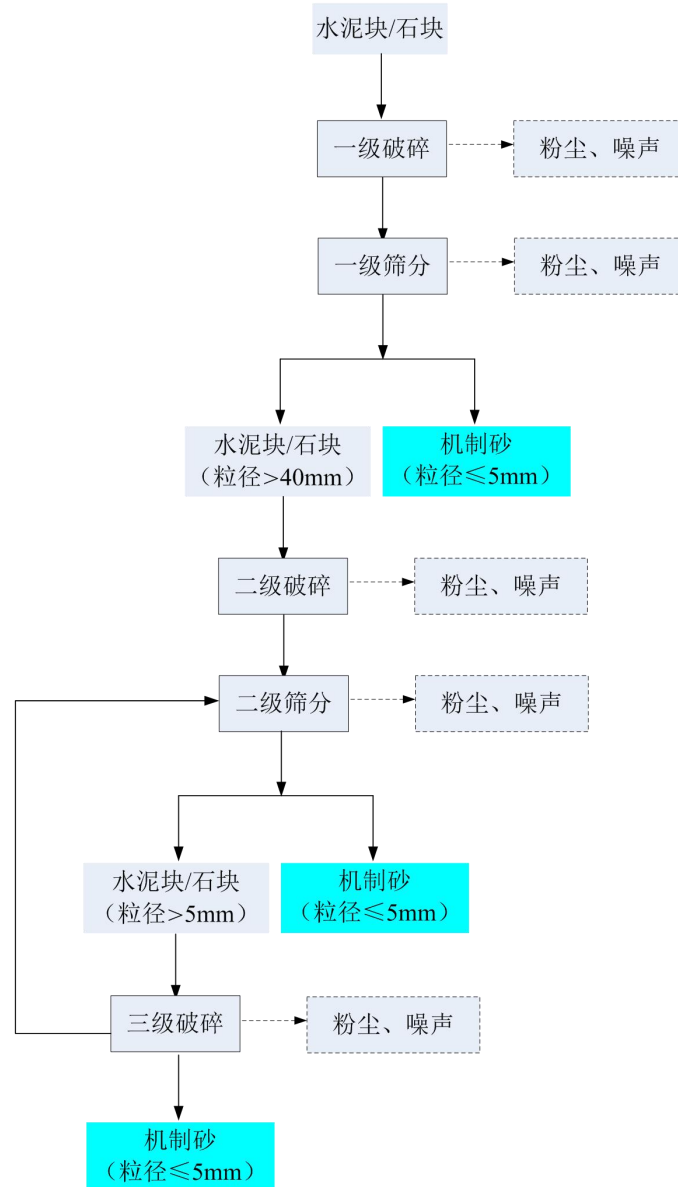 水泥块/石块
一级破碎
粉尘、噪声
一级筛分
粉尘、噪声
水泥块/石块
（粒径>40mm）
机制砂
（粒径≤5mm）
二级破碎
粉尘、噪声
二级筛分
粉尘、噪声
水泥块/石块
（粒径>5mm）
机制砂
（粒径≤5mm）
三级破碎
粉尘、噪声
机制砂
（粒径≤5mm）